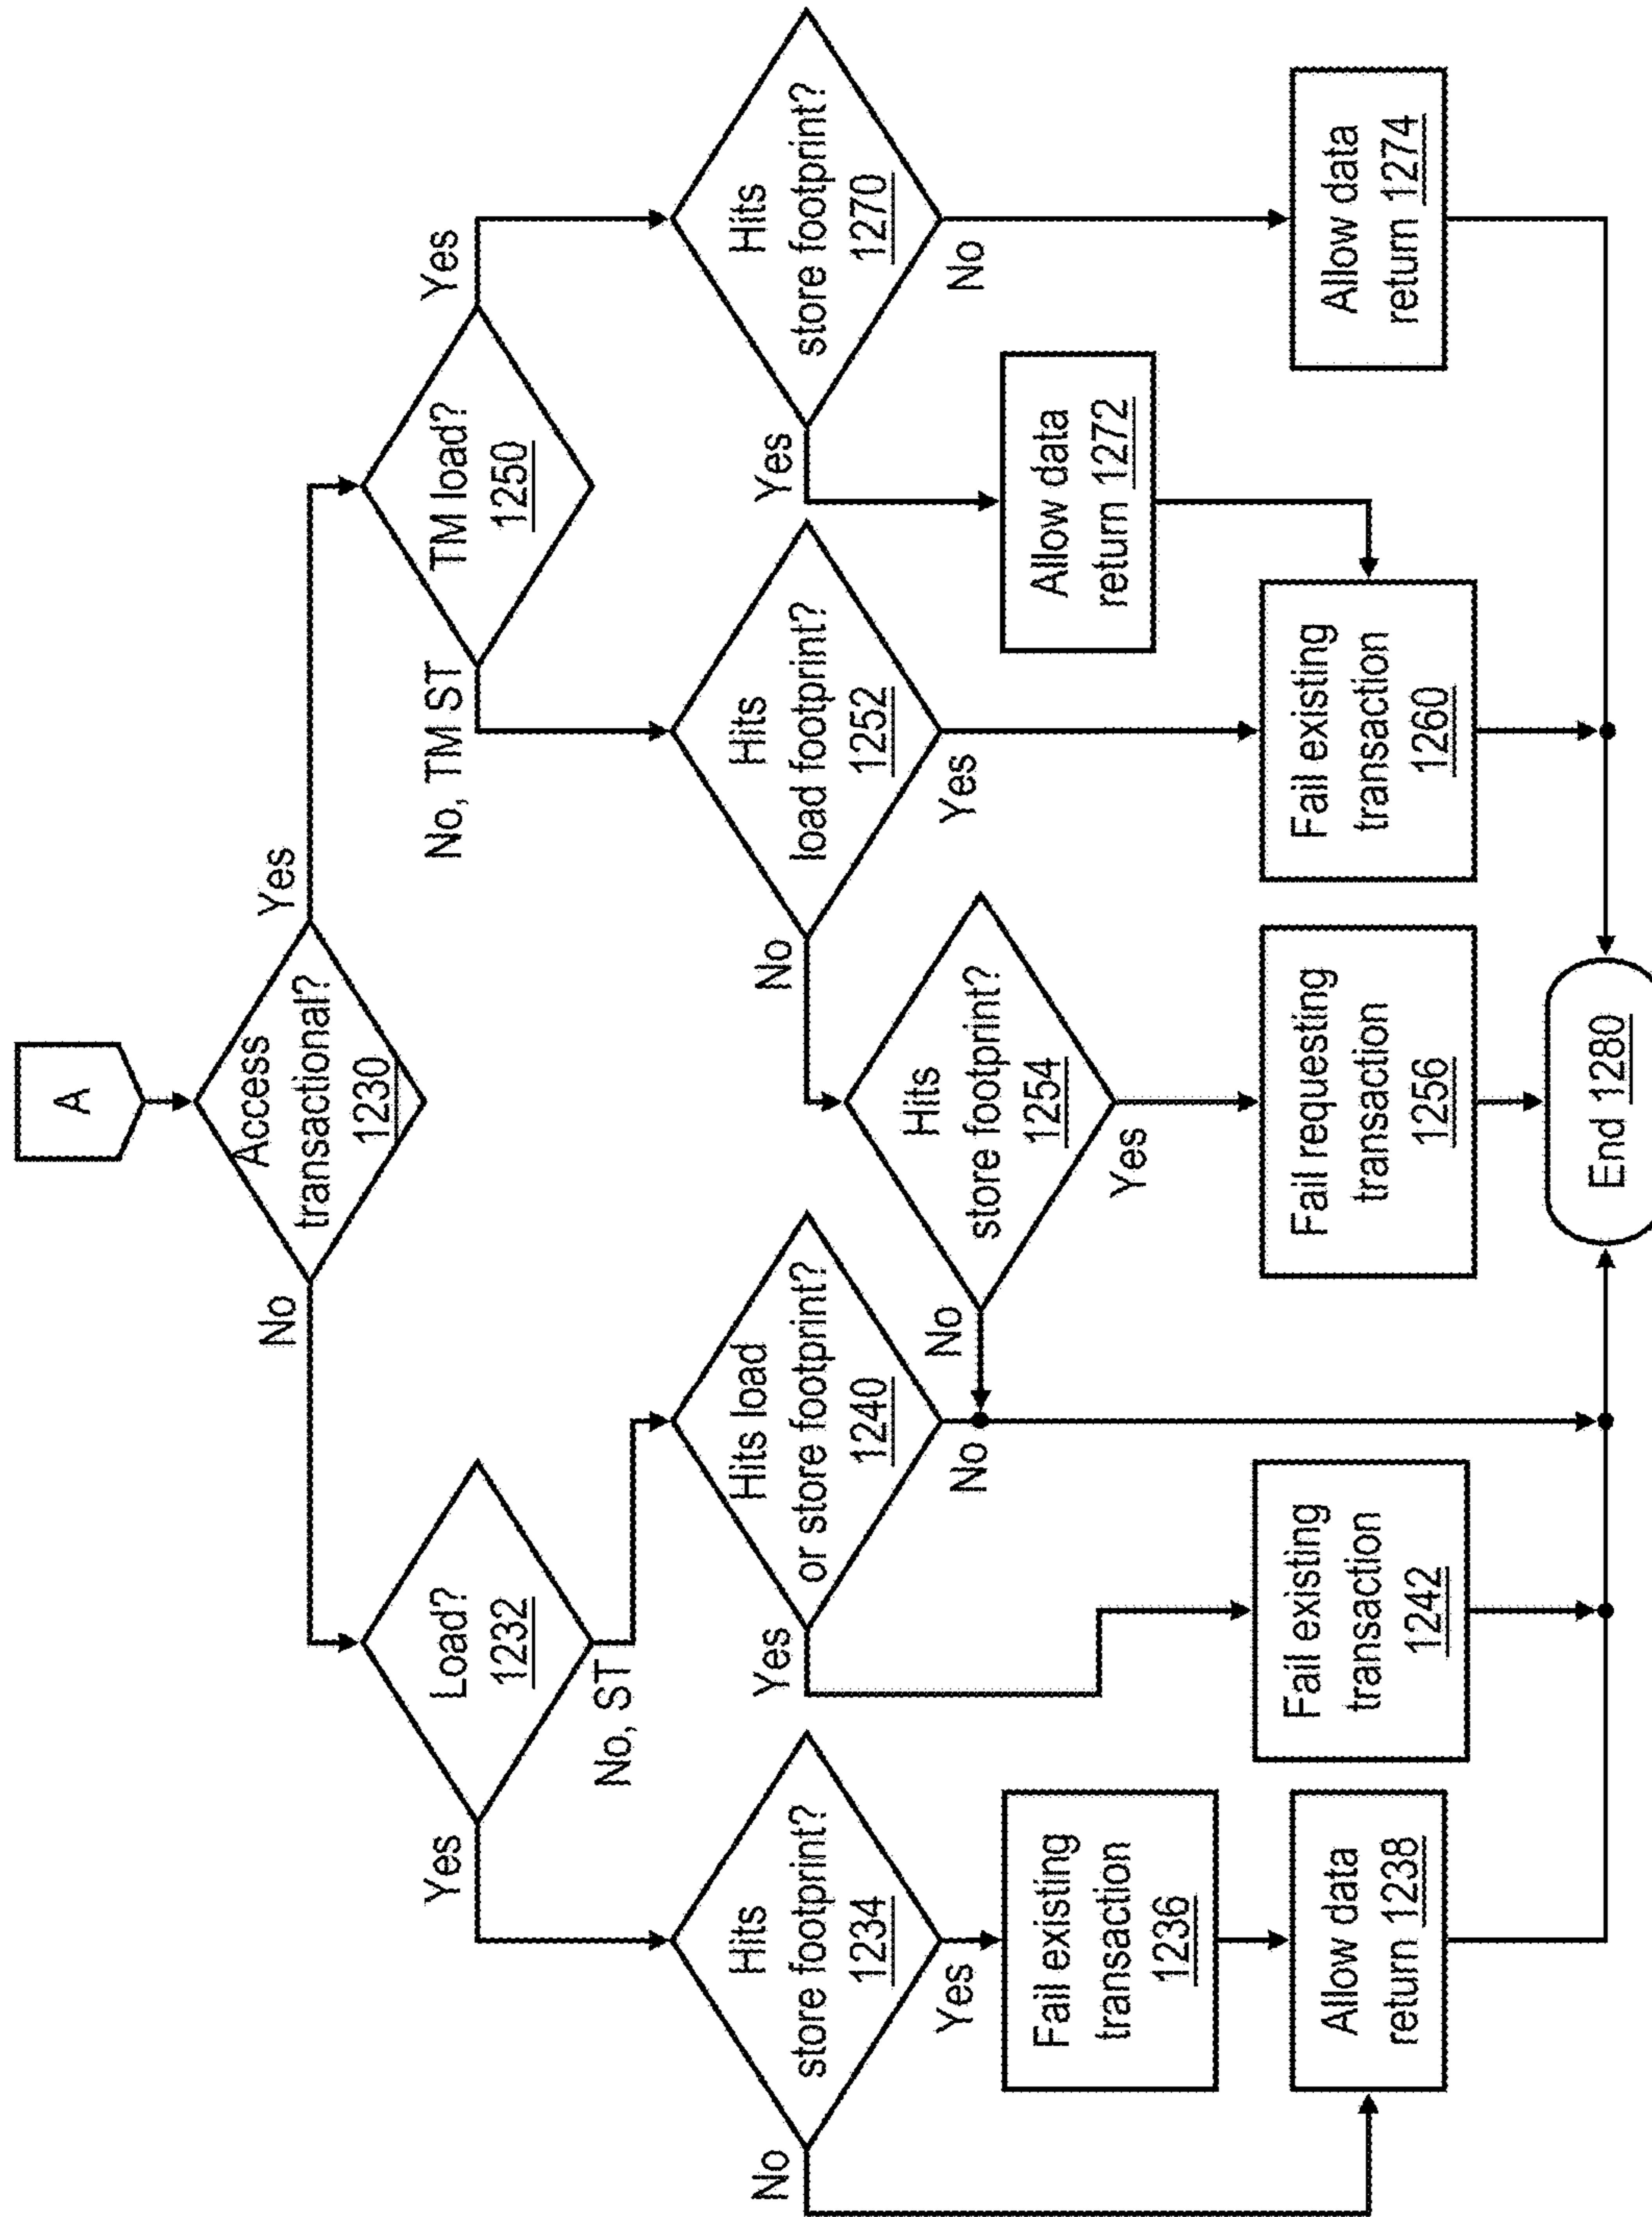 A
Access
transactional?
1230
No
Yes
Load?
1232
Yes
No, ST
TM load?
1250
No, TM ST
Yes
Hits
store footprint?
1234
No
Yes
Hits load
or store footprint?
1240
Yes
No
Hits
load footprint?
1252
No
Yes
Hits
store footprint?
1270
Yes
No
Hits
store footprint?
1254
No
Yes
Fail existing
transaction
1236
Allow data
return 1272
Allow data
return 1238
Fail existing
transaction
1242
Fail requesting
transaction
1256
Fail existing
transaction
1260
Allow data
return 1274
End 1280